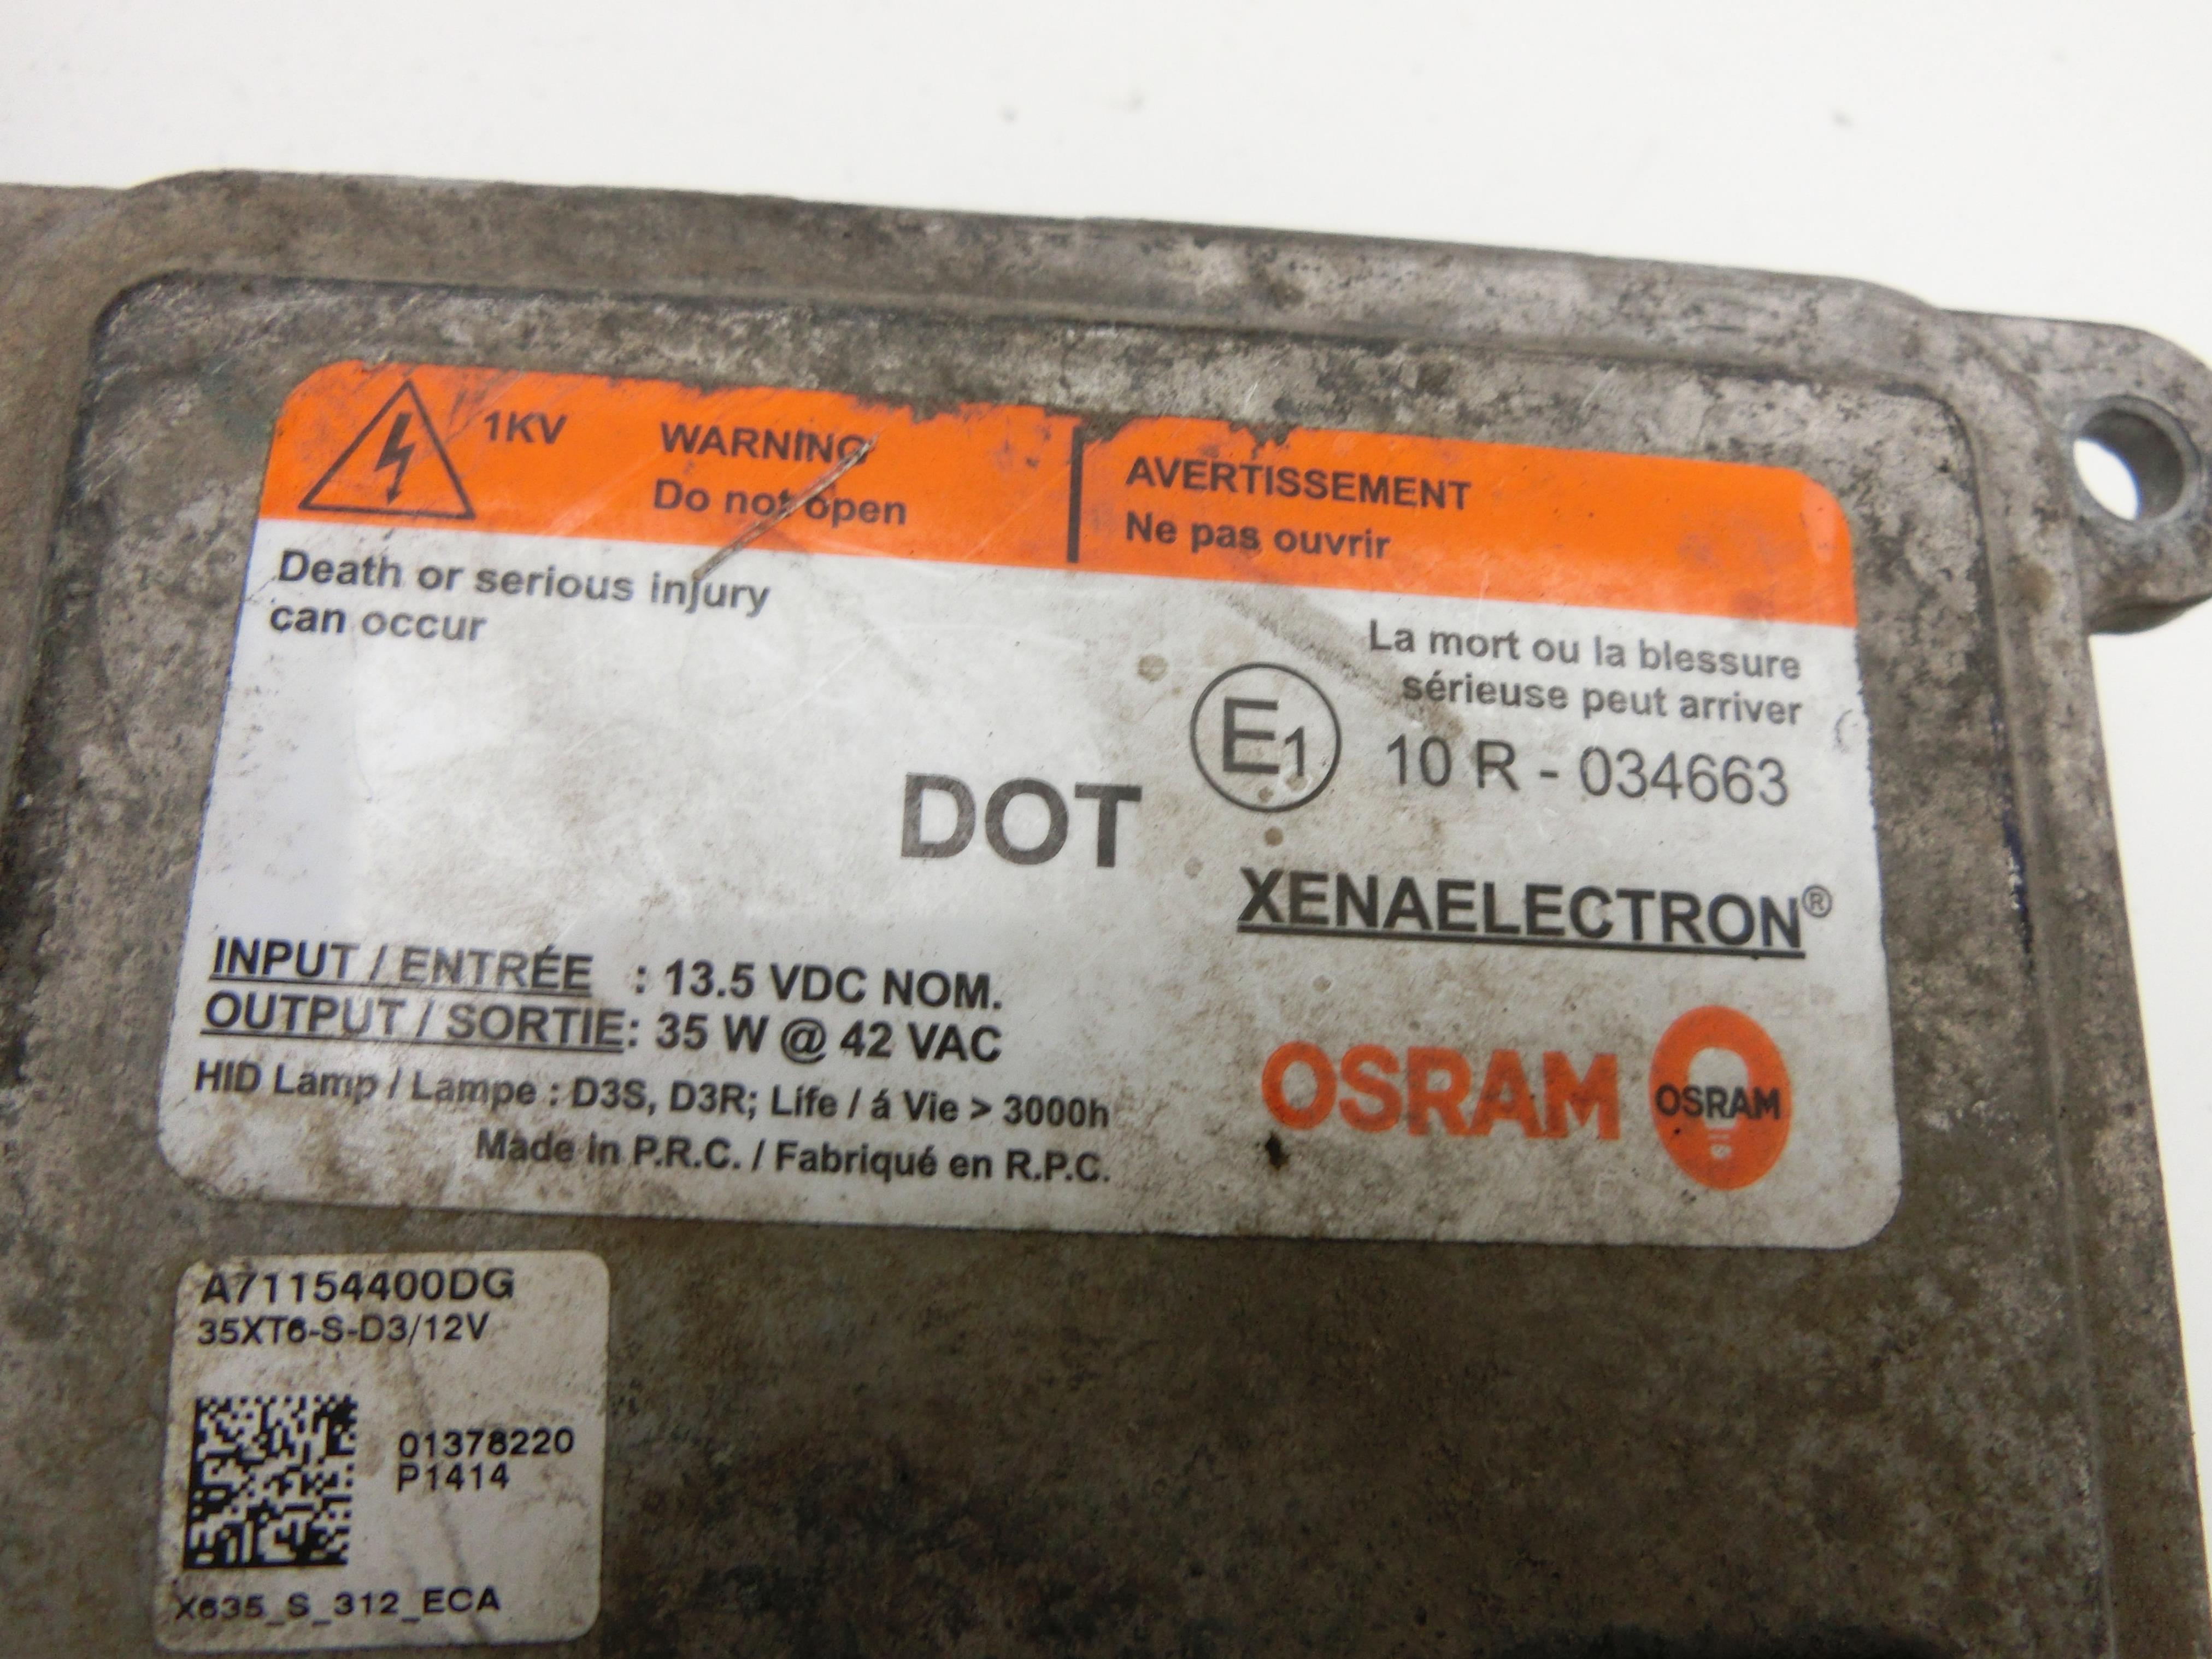 1KV
WARNING
Do not open
AVERTISSEMENT
Ne pas ouvrir
Death or serious injury
can occur
La mort ou la blessure
sérieuse peut arriver
E1
10 R - 034663
DOT
XENAELECTRON®
INPUT / ENTRÉE : 13.5 VDC NOM.
OUTPUT / SORTIE: 35 W @ 42 VAC
HID Lamp / Lampe : D3S, D3R; Life / á Vie > 3000h
Made in P.R.C. / Fabriqué en R.P.C.
OSRAM
OSRAM
A71154400DG
35XT6-S-D3/12V
01378220
P1414
X635_S_312_ECA